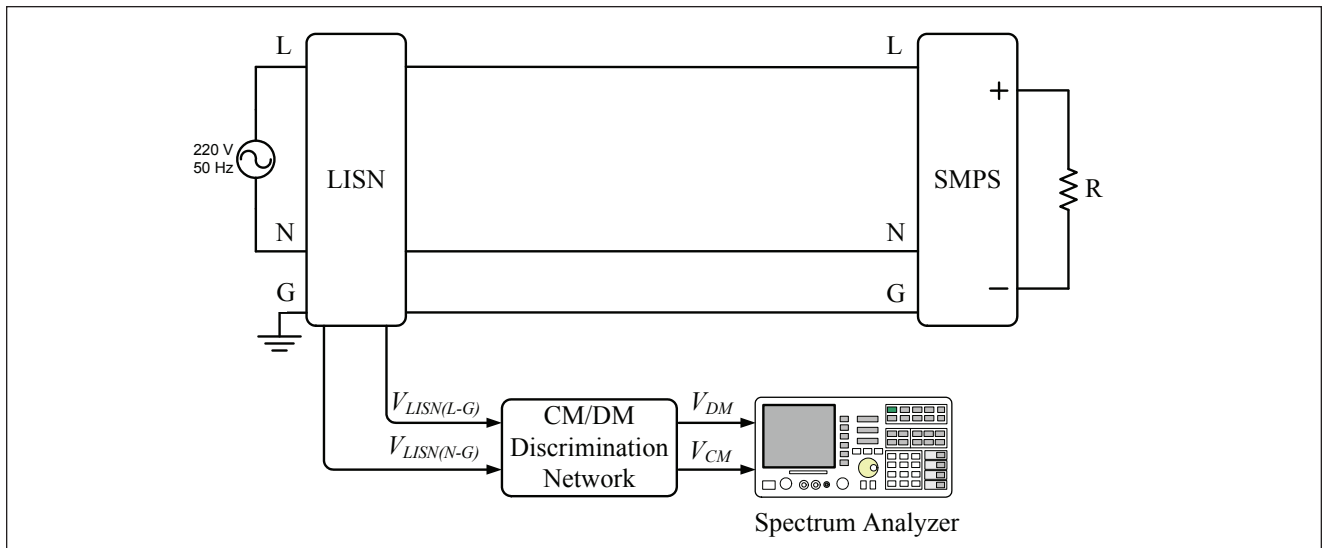 L
L
+
220 V
50 Hz
LISN
SMPS
R
N
N
G
G
−
V_LISN(L-G)
V_LISN(N-G)
CM/DM
Discrimination
Network
V_DM
V_CM
Spectrum Analyzer